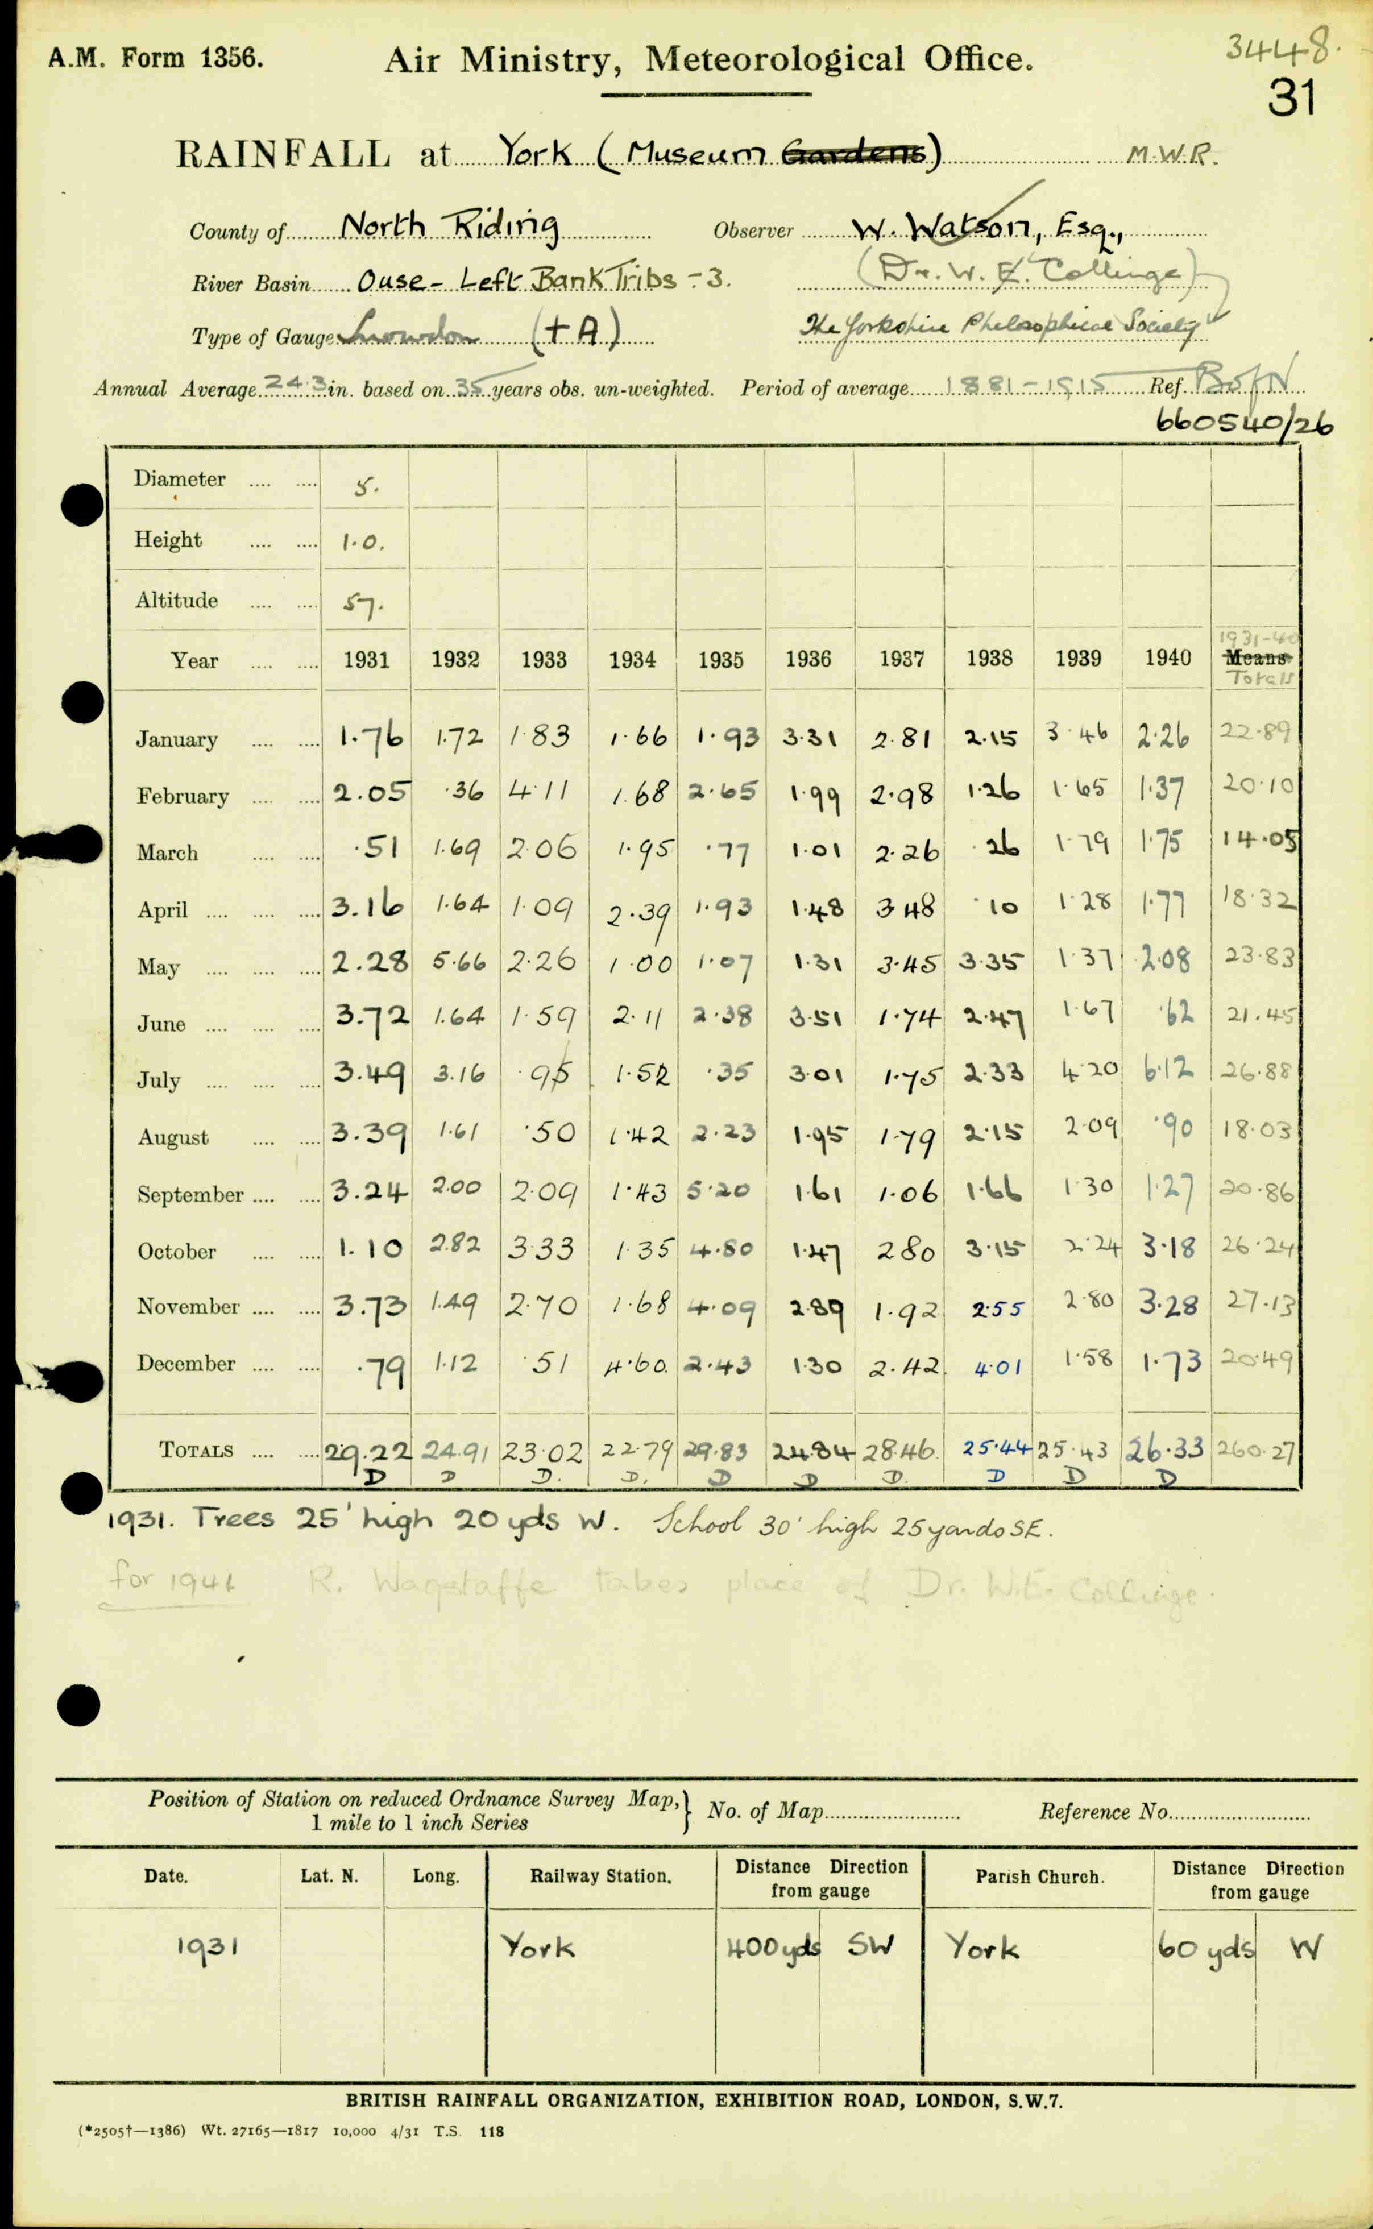 A.M. Form 1356. Air Ministry, Meteorological Office. 3448.
31
RAINFALL at York (Museum Gardens) M.W.R.
County of North Riding Observer W. Watson, Esq.,
River Basin Ouse - Left Bank Tribs - 3. (Dr. W. E. Collinge)
Type of Gauge Snowdon (+A) The Yorkshire Philosophical Society
Annual Average 24.3 in. based on 35 years obs. un-weighted. Period of average 1881-1915 Ref.
660540/26
Diameter 5.
Height 1.0.
Altitude 57.
1931-40
Year 1931 1932 1933 1934 1935 1936 1937 1938 1939 1940 Means
Totals
January 1.76 1.72 1.83 1.66 1.93 3.31 2.81 2.15 3.46 2.26 22.89
February 2.05 .36 4.11 1.68 2.65 1.99 2.98 1.26 1.65 1.37 20.10
March .51 1.69 2.06 1.95 .77 1.01 2.26 .26 1.79 1.75 14.05
April 3.16 1.64 1.09 2.39 1.93 1.48 3.48 .10 1.28 1.77 18.32
May 2.28 5.66 2.26 1.00 1.07 1.31 3.45 3.35 1.37 2.08 23.83
June 3.72 1.64 1.59 2.11 2.38 3.51 1.74 2.47 1.67 .62 21.45
July 3.49 3.16 .95 1.52 .35 3.01 1.75 2.33 4.20 6.12 26.88
August 3.39 1.61 .50 1.42 2.23 1.95 1.79 2.15 2.09 .90 18.03
September 3.24 2.00 2.09 1.43 5.20 1.61 1.06 1.66 1.30 1.27 20.86
October 1.10 2.82 3.33 1.35 4.80 1.47 2.80 3.15 2.24 3.18 26.24
November 3.73 1.49 2.70 1.68 4.09 2.89 1.92 2.55 2.80 3.28 27.13
December .79 1.12 .51 4.60 2.43 1.30 2.42 4.01 1.58 1.73 20.49
TOTALS 29.22 24.91 23.02 22.79 29.83 24.84 28.46 25.44 25.43 26.33 260.27
D D D. D. D D D. D D D
1931. Trees 25' high 20 yds W. School 30' high 25 yards SE.
for 1941 R. Wagstaffe takes place of Dr. W.E. Collinge.
Position of Station on reduced Ordnance Survey Map, } No. of Map Reference No.
1 mile to 1 inch Series
Date. Lat. N. Long. Railway Station. Distance Direction from gauge Parish Church. Distance Direction from gauge
1931 York 400 yds SW York 60 yds W
BRITISH RAINFALL ORGANIZATION, EXHIBITION ROAD, LONDON, S.W.7.
(*2505†—1386) Wt. 27165—1817 10,000 4/31 T.S. 118